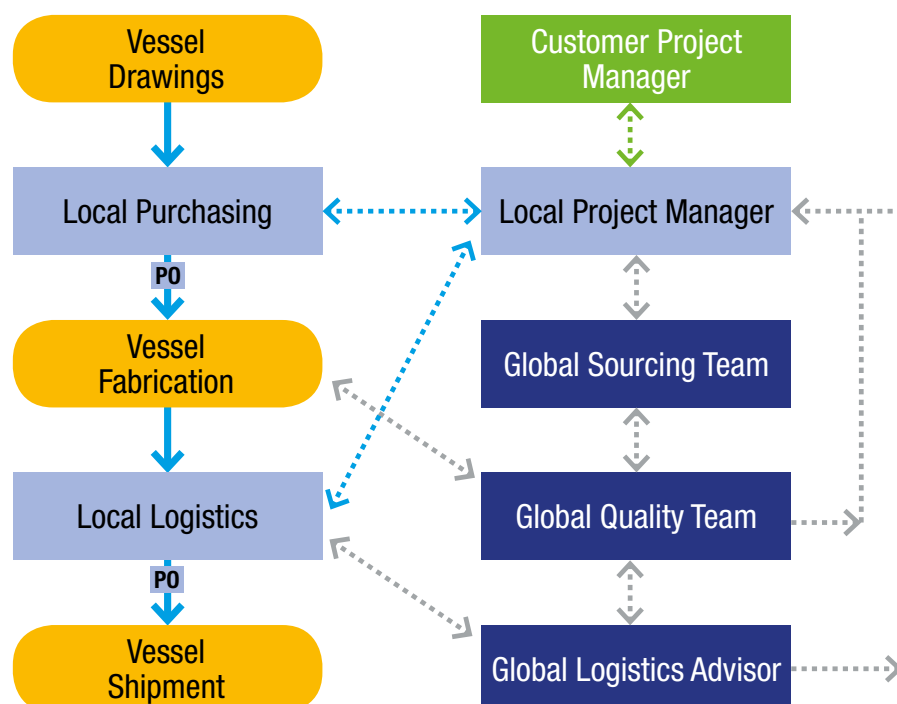 Vessel
Drawings
Customer Project
Manager
Local Purchasing
Local Project Manager
PO
Vessel
Fabrication
Global Sourcing Team
Local Logistics
Global Quality Team
PO
Vessel
Shipment
Global Logistics Advisor